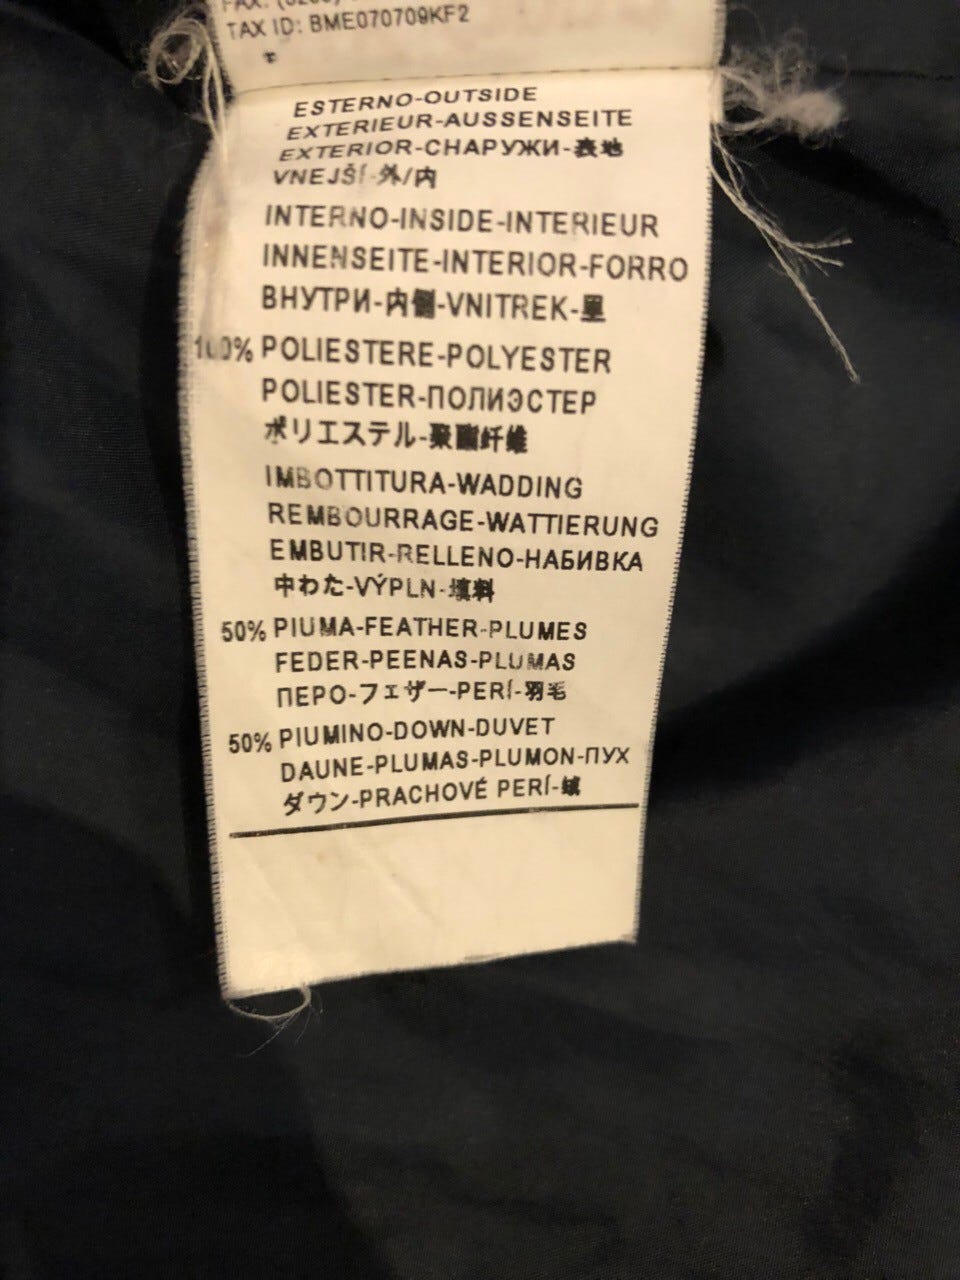 TAX ID: BME070709KF2
ESTERNO-OUTSIDE
EXTERIEUR-AUSSENSEITE
EXTERIOR-СНАРУЖИ-表地
VNEJŠÍ-外/内
INTERNO-INSIDE-INTERIEUR
INNENSEITE-INTERIOR-FORRO
ВНУТРИ-内側-VNITREK-里
100% POLIESTERE-POLYESTER
POLIESTER-ПОЛИЭСТЕР
ポリエステル-聚酯纤维
IMBOTTITURA-WADDING
REMBOURRAGE-WATTIERUNG
EMBUTIR-RELLENO-НАБИВКА
中わた-VÝPLN-填料
50% PIUMA-FEATHER-PLUMES
FEDER-PEENAS-PLUMAS
ПЕРО-フェザー-PERÍ-羽毛
50% PIUMINO-DOWN-DUVET
DAUNE-PLUMAS-PLUMON-ПУХ
ダウン-PRACHOVÉ PERÍ-绒